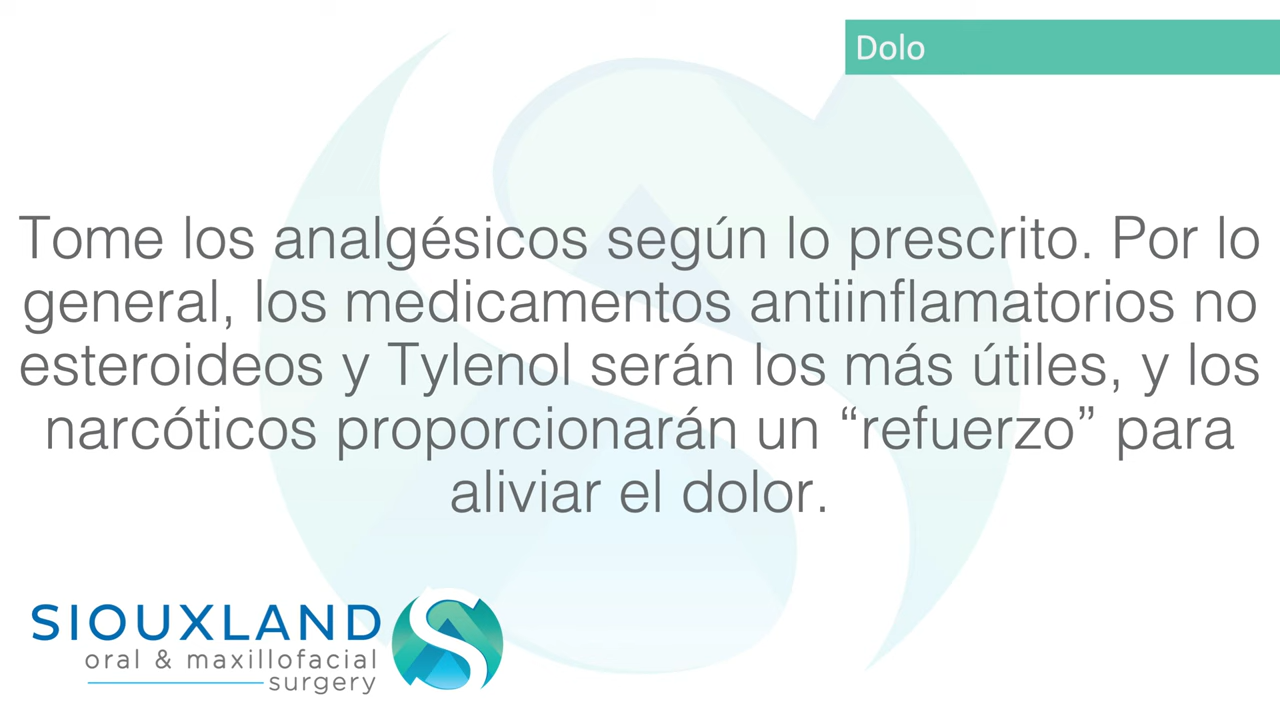 Dolo
Tome los analgésicos según lo prescrito. Por lo
general, los medicamentos antiinflamatorios no
esteroideos y Tylenol serán los más útiles, y los
narcóticos proporcionarán un “refuerzo” para
aliviar el dolor.
SIOUXLAND
oral & maxillofacial
surgery